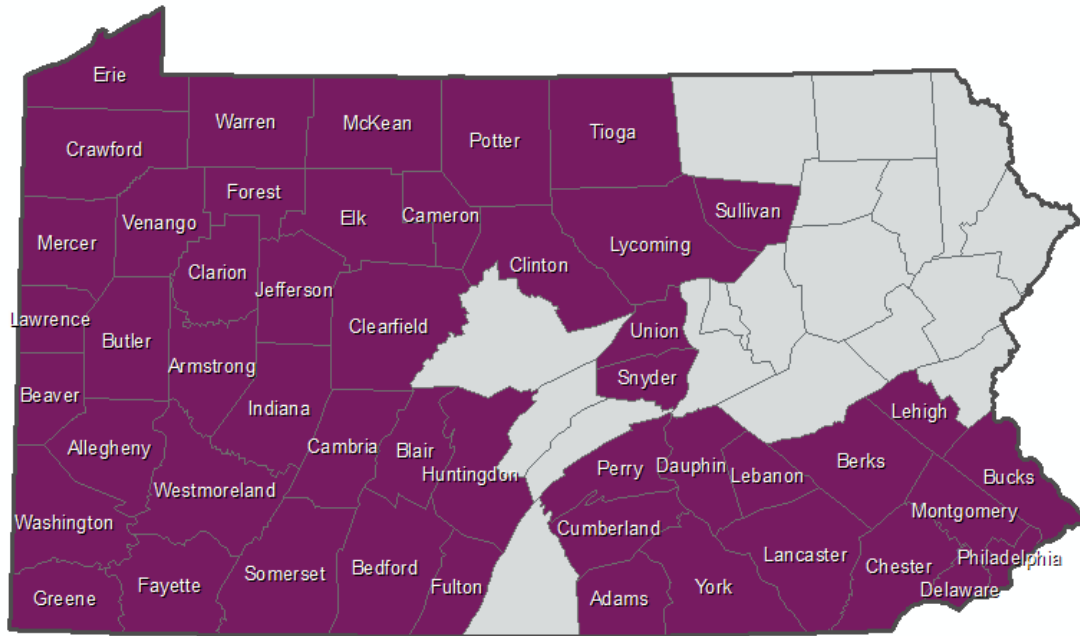 Erie
Warren
McKean
Potter
Tioga
Crawford
Forest
Venango
Elk
Cameron
Sullivan
Mercer
Lycoming
Clarion
Clinton
Jefferson
Lawrence
Clearfield
Union
Butler
Armstrong
Snyder
Beaver
Indiana
Lehigh
Allegheny
Cambria
Blair
Huntingdon
Perry
Dauphin
Lebanon
Berks
Bucks
Westmoreland
Montgomery
Washington
Cumberland
Lancaster
Philadelphia
Chester
Bedford
Somerset
Fayette
Fulton
York
Delaware
Greene
Adams